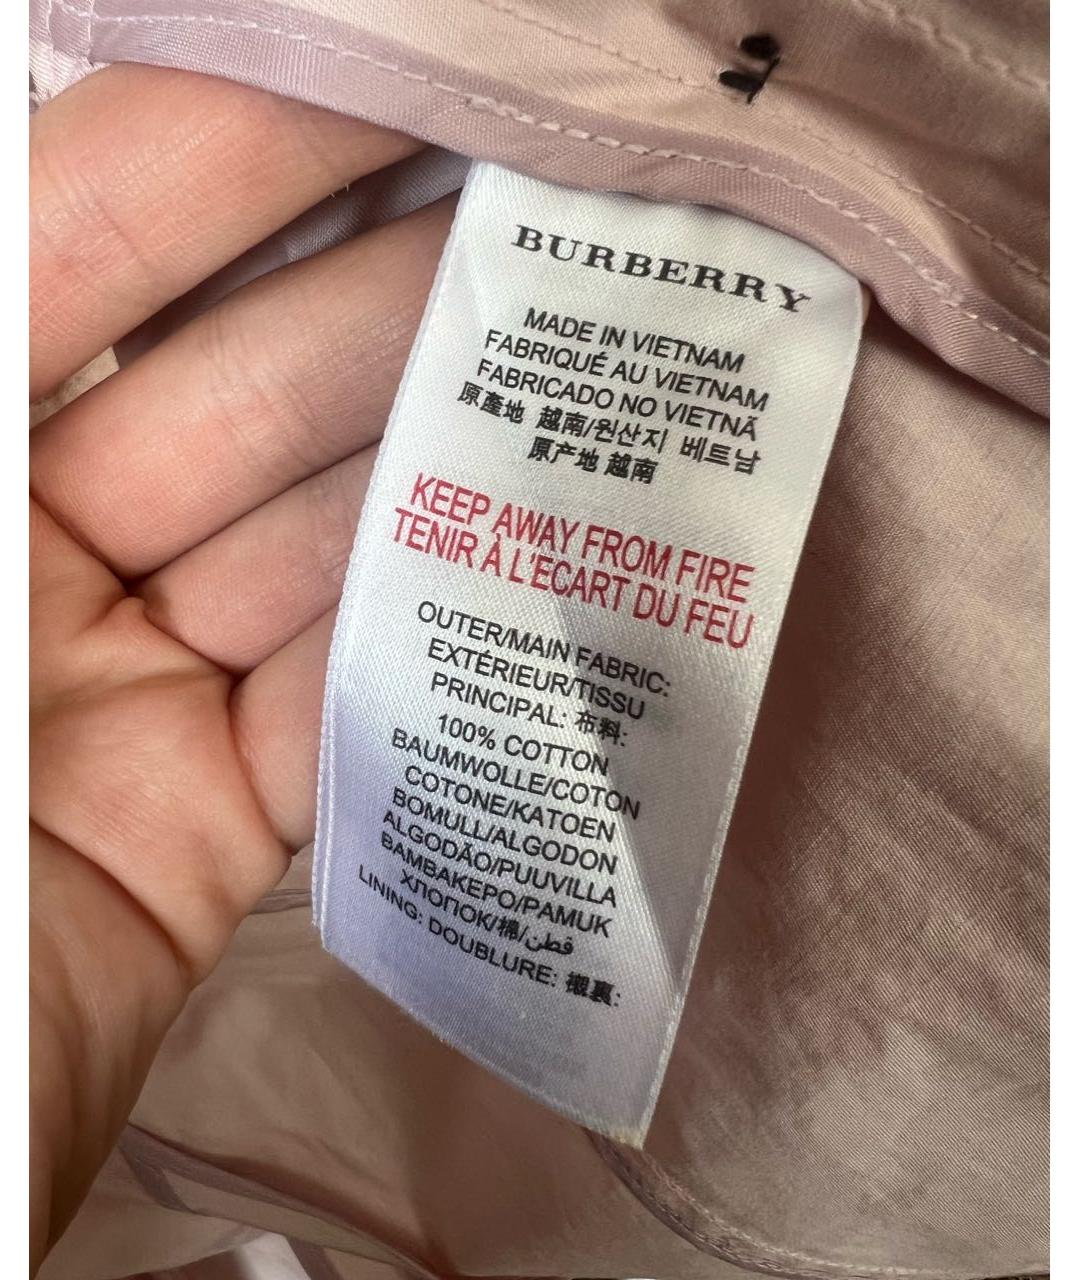 BURBERRY
MADE IN VIETNAM
FABRIQUÉ AU VIETNAM
FABRICADO NO VIETNÃ
原產地 越南/원산지 베트남
原产地 越南
KEEP AWAY FROM FIRE
TENIR À L'ÉCART DU FEU
OUTER/MAIN FABRIC:
EXTÉRIEUR/TISSU
PRINCIPAL: 布料:
100% COTTON
BAUMWOLLE/COTON
COTONE/KATOEN
BOMULL/ALGODON
ALGODÃO/PUUVILLA
ΒΑΜΒΑΚΕΡΟ/PAMUK
ХЛОПОК/棉/قطن
LINING: DOUBLURE: 襯裏: